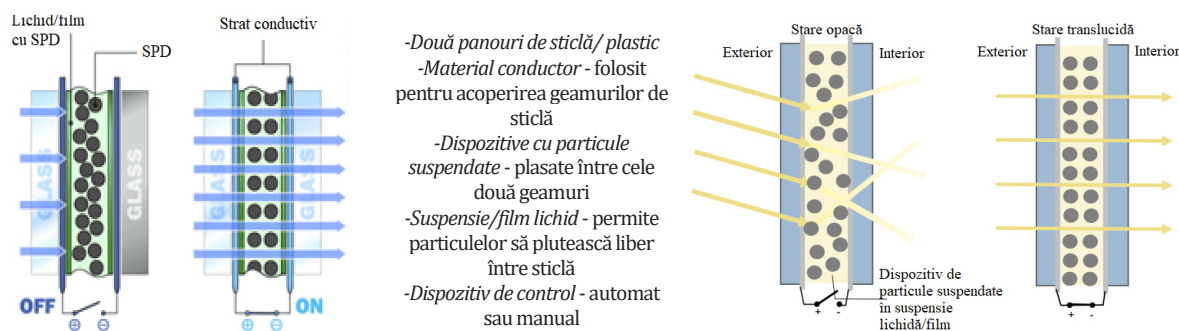 Lichid/film
cu SPD
SPD
Strat conductiv
GLASS
GLASS
OFF
GLASS
GLASS
ON
-Două panouri de sticlă/ plastic
-Material conductor - folosit
pentru acoperirea geamurilor de
sticlă
-Dispozitive cu particule
suspendate - plasate între cele
două geamuri
-Suspensie/film lichid - permite
particulelor să plutească liber
între sticlă
-Dispozitiv de control - automat
sau manual
Stare opacă
Exterior
Interior
Dispozitiv de
particule suspendate
în suspensie
lichidă/film
+ -
Stare translucidă
Exterior
Interior
+ -